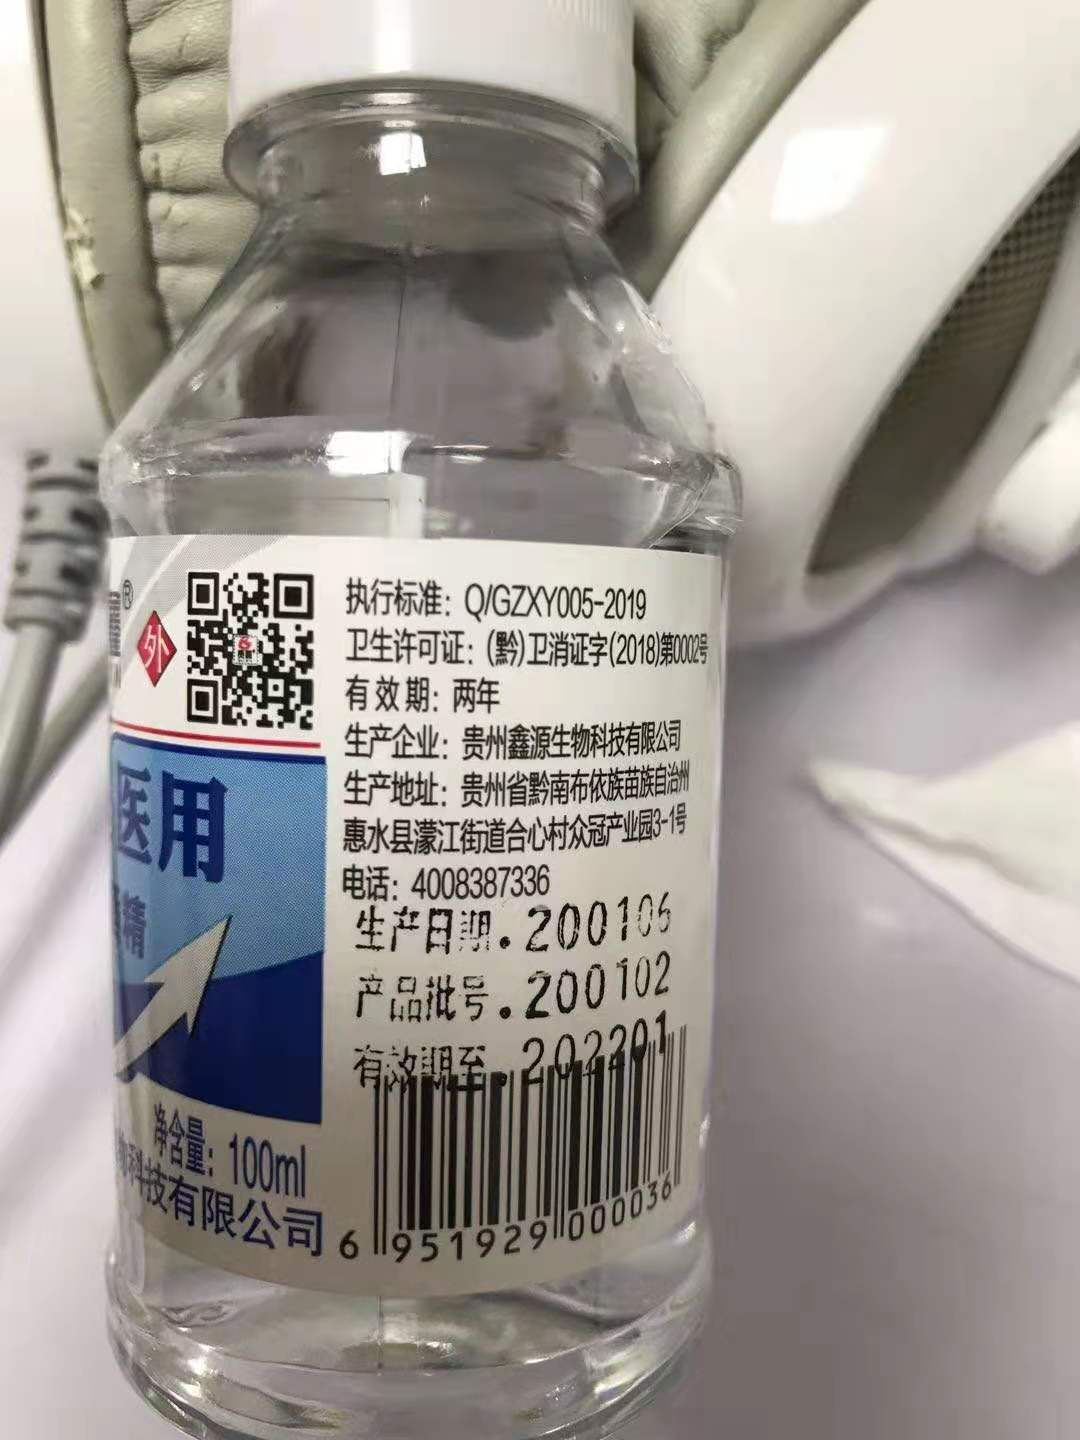 外
医用
精
净含量：100ml
科技有限公司
执行标准：Q/GZXY005-2019
卫生许可证：(黔)卫消证字(2018)第0002号
有效期：两年
生产企业：贵州鑫源生物科技有限公司
生产地址：贵州省黔南布依族苗族自治州
惠水县濛江街道合心村众冠产业园3-1号
电话：4008387336
生产日期.200106
产品批号.200102
有效期至.202201
6 951929 000036